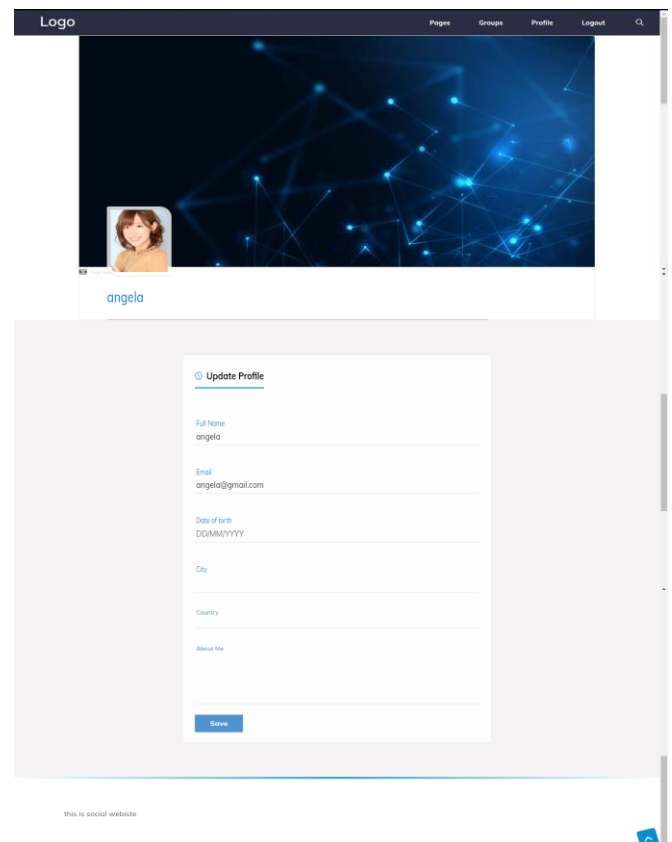 Logo
Pages Groups Profile Logout
angela
Update Profile
Full Name
angela
Email
angela@gmail.com
Date of birth
DD/MM/YYYY
City
Country
About Me
Save
this is social webiste